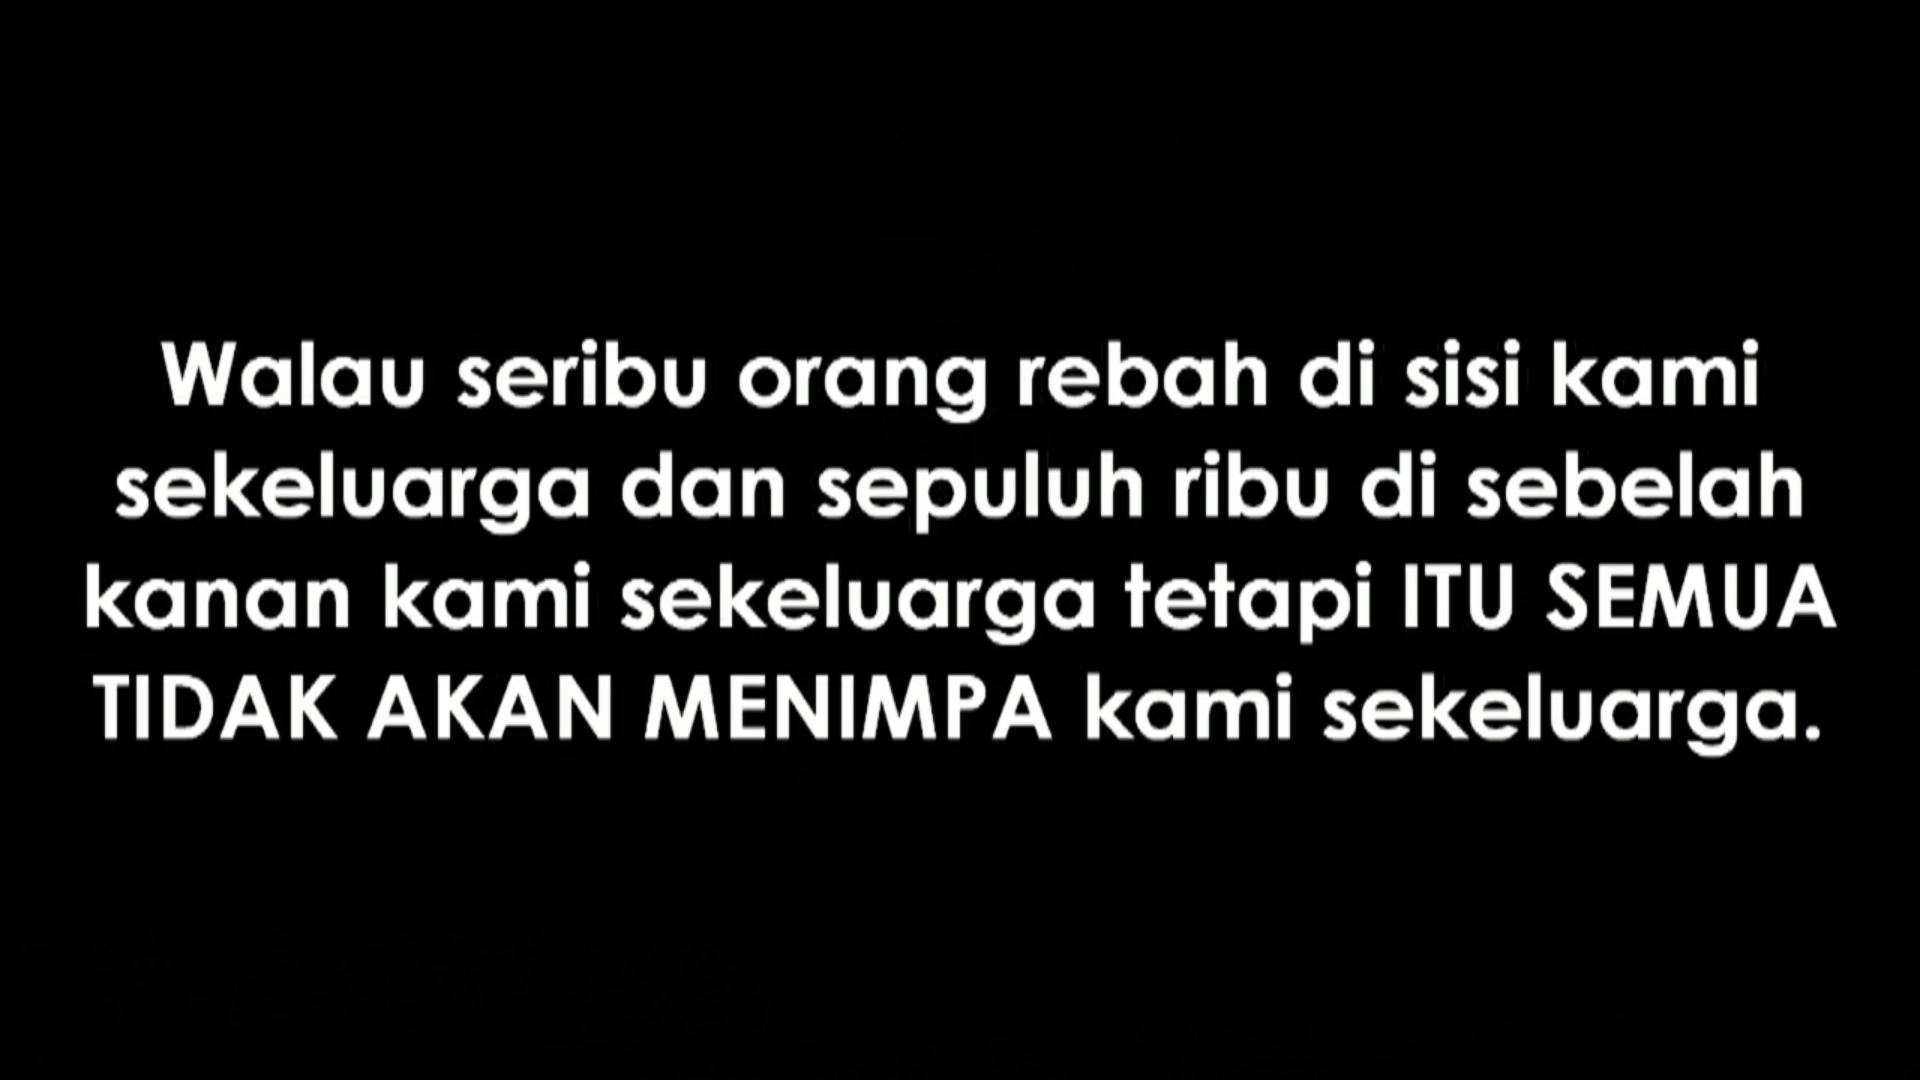 Walau seribu orang rebah di sisi kami
sekeluarga dan sepuluh ribu di sebelah
kanan kami sekeluarga tetapi ITU SEMUA
TIDAK AKAN MENIMPA kami sekeluarga.